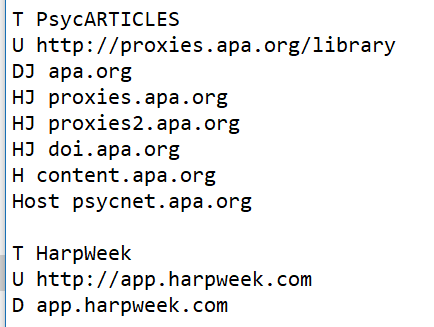 T PsycARTICLES
U http://proxies.apa.org/library
DJ apa.org
HJ proxies.apa.org
HJ proxies2.apa.org
HJ doi.apa.org
H content.apa.org
Host psycnet.apa.org

T HarpWeek
U http://app.harpweek.com
D app.harpweek.com